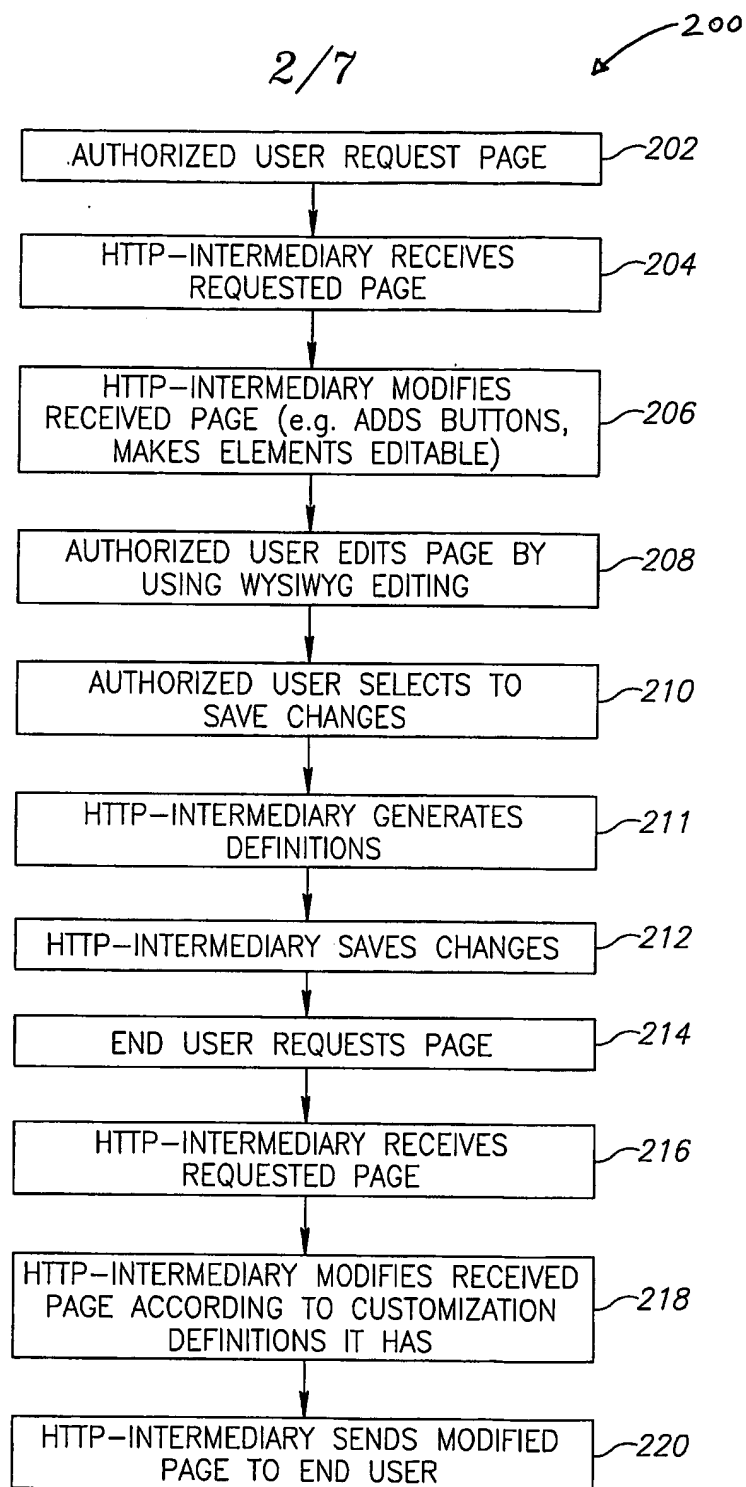 200
2/7
AUTHORIZED USER REQUEST PAGE
202
HTTP-INTERMEDIARY RECEIVES
REQUESTED PAGE
204
HTTP-INTERMEDIARY MODIFIES
RECEIVED PAGE (e.g. ADDS BUTTONS,
MAKES ELEMENTS EDITABLE)
206
AUTHORIZED USER EDITS PAGE BY
USING WYSIWYG EDITING
208
AUTHORIZED USER SELECTS TO
SAVE CHANGES
210
HTTP-INTERMEDIARY GENERATES
DEFINITIONS
211
HTTP-INTERMEDIARY SAVES CHANGES
212
END USER REQUESTS PAGE
214
HTTP-INTERMEDIARY RECEIVES
REQUESTED PAGE
216
HTTP-INTERMEDIARY MODIFIES RECEIVED
PAGE ACCORDING TO CUSTOMIZATION
DEFINITIONS IT HAS
218
HTTP-INTERMEDIARY SENDS MODIFIED
PAGE TO END USER
220